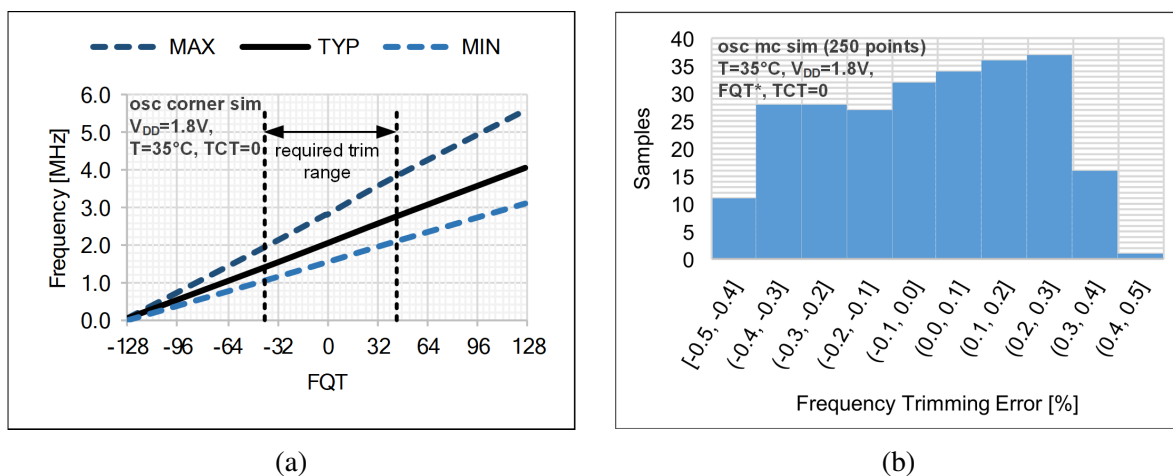 MAX TYP MIN
osc corner sim
V_DD=1.8V,
T=35°C, TCT=0
required trim
range
Frequency [MHz]
6.0
5.0
4.0
3.0
2.0
1.0
0.0
-128 -96 -64 -32 0 32 64 96 128
FQT
(a)
osc mc sim (250 points)
T=35°C, V_DD=1.8V,
FQT*, TCT=0
Samples
40
35
30
25
20
15
10
5
0
[-0.5, -0.4]
(-0.4, -0.3]
(-0.3, -0.2]
(-0.2, -0.1]
(-0.1, 0.0]
(0.0, 0.1]
(0.1, 0.2]
(0.2, 0.3]
(0.3, 0.4]
(0.4, 0.5]
Frequency Trimming Error [%]
(b)